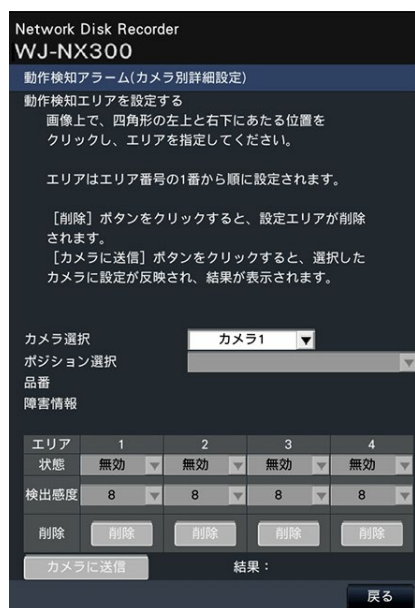 Network Disk Recorder
WJ-NX300
動作検知アラーム(カメラ別詳細設定)
動作検知エリアを設定する
画像上で、四角形の左上と右下にあたる位置を
クリックし、エリアを指定してください。
エリアはエリア番号の1番から順に設定されます。
［削除］ボタンをクリックすると、設定エリアが削除
されます。
［カメラに送信］ボタンをクリックすると、選択した
カメラに設定が反映され、結果が表示されます。
カメラ選択 カメラ1
ポジション選択
品番
障害情報
エリア 1 2 3 4
状態 無効 無効 無効 無効
検出感度 8 8 8 8
削除 削除 削除 削除 削除
カメラに送信 結果：
戻る